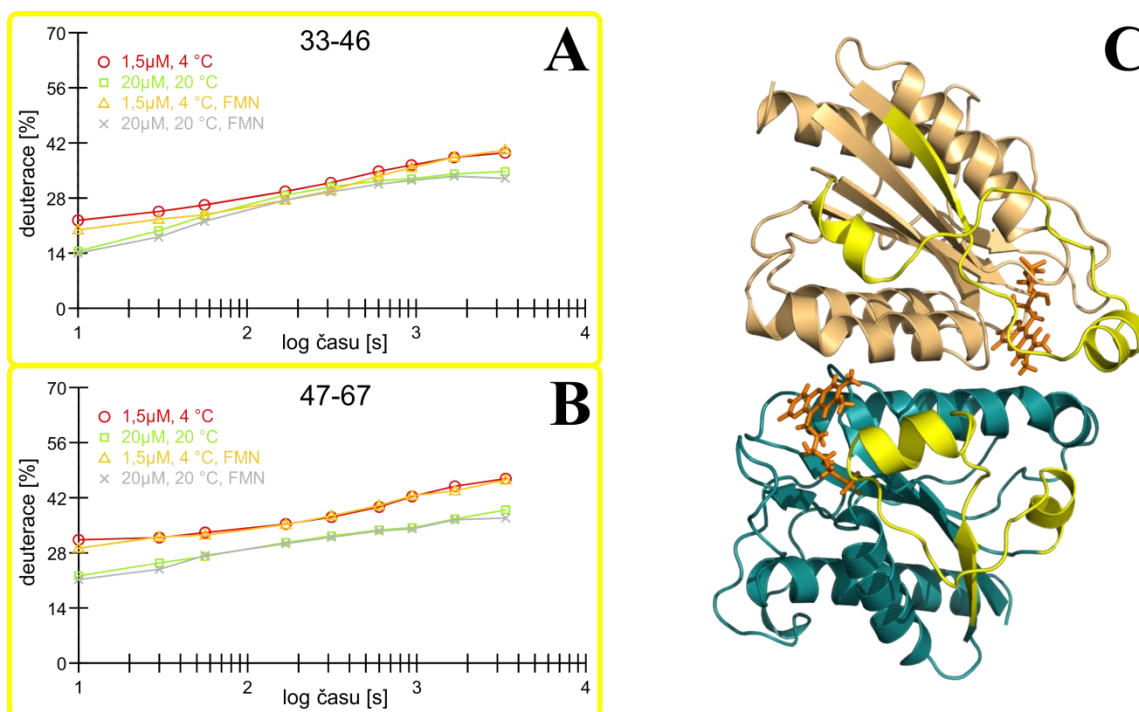 33-46
A
1,5µM, 4 °C
20µM, 20 °C
1,5µM, 4 °C, FMN
20µM, 20 °C, FMN
deuterace [%]
70
56
42
28
14
0
1
2
3
4
log času [s]
47-67
B
1,5µM, 4 °C
20µM, 20 °C
1,5µM, 4 °C, FMN
20µM, 20 °C, FMN
deuterace [%]
70
56
42
28
14
0
1
2
3
4
log času [s]
C